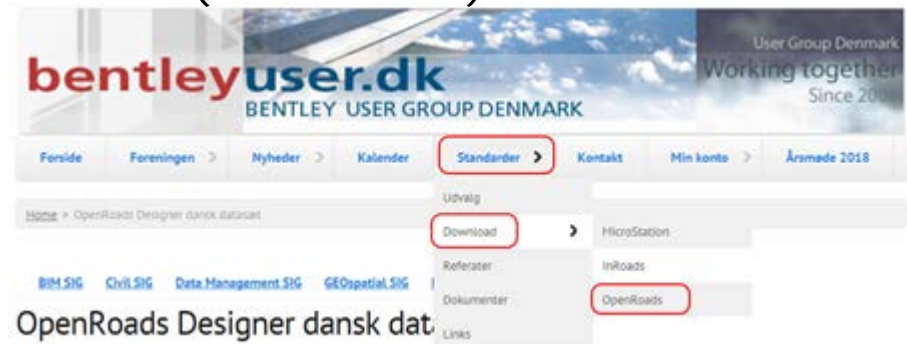 User Group Denmark
Working together
Since 200
bentleyuser.dk
BENTLEY USER GROUP DENMARK
Forside Foreningen Nyheder Kalender Standarder Kontakt Min konto Årsmøde 2018
Udvalg
Home » OpenRoads Designer dansk datasæt
Download MicroStation
Referater InRoads
BIM SIG Civil SIG Data Management SIG GEOspatial SIG
Dokumenter OpenRoads
OpenRoads Designer dansk dat
Links